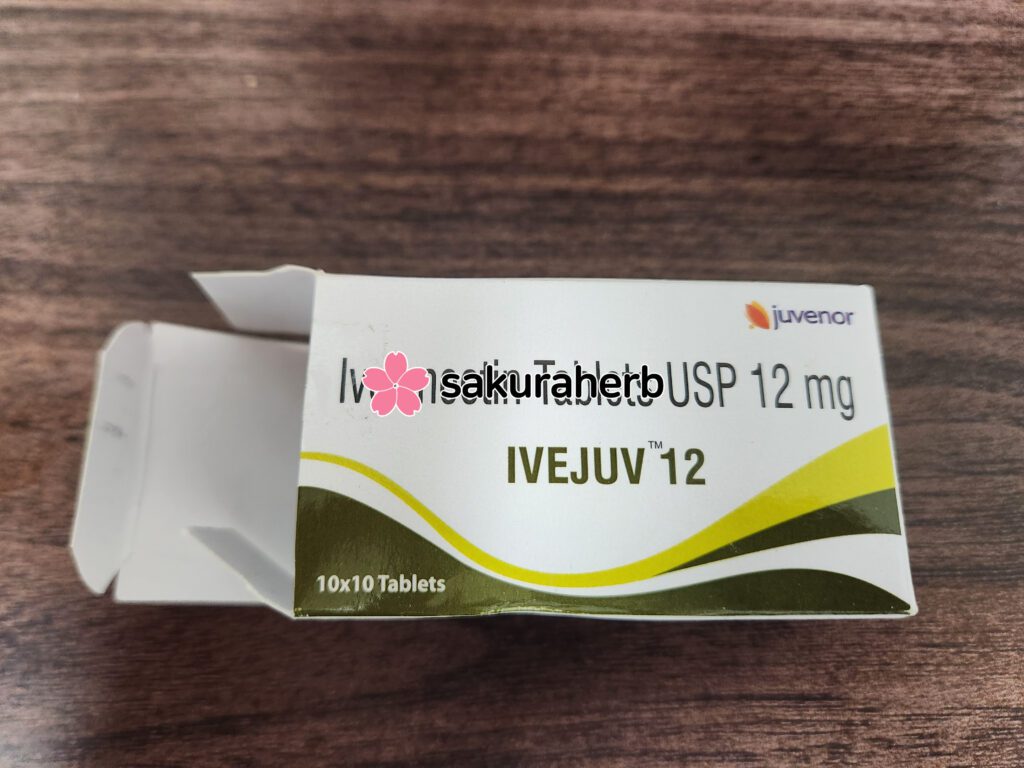 juvenor
sakuraherb
USP 12 mg
IVEJUV™ 12
10x10 Tablets